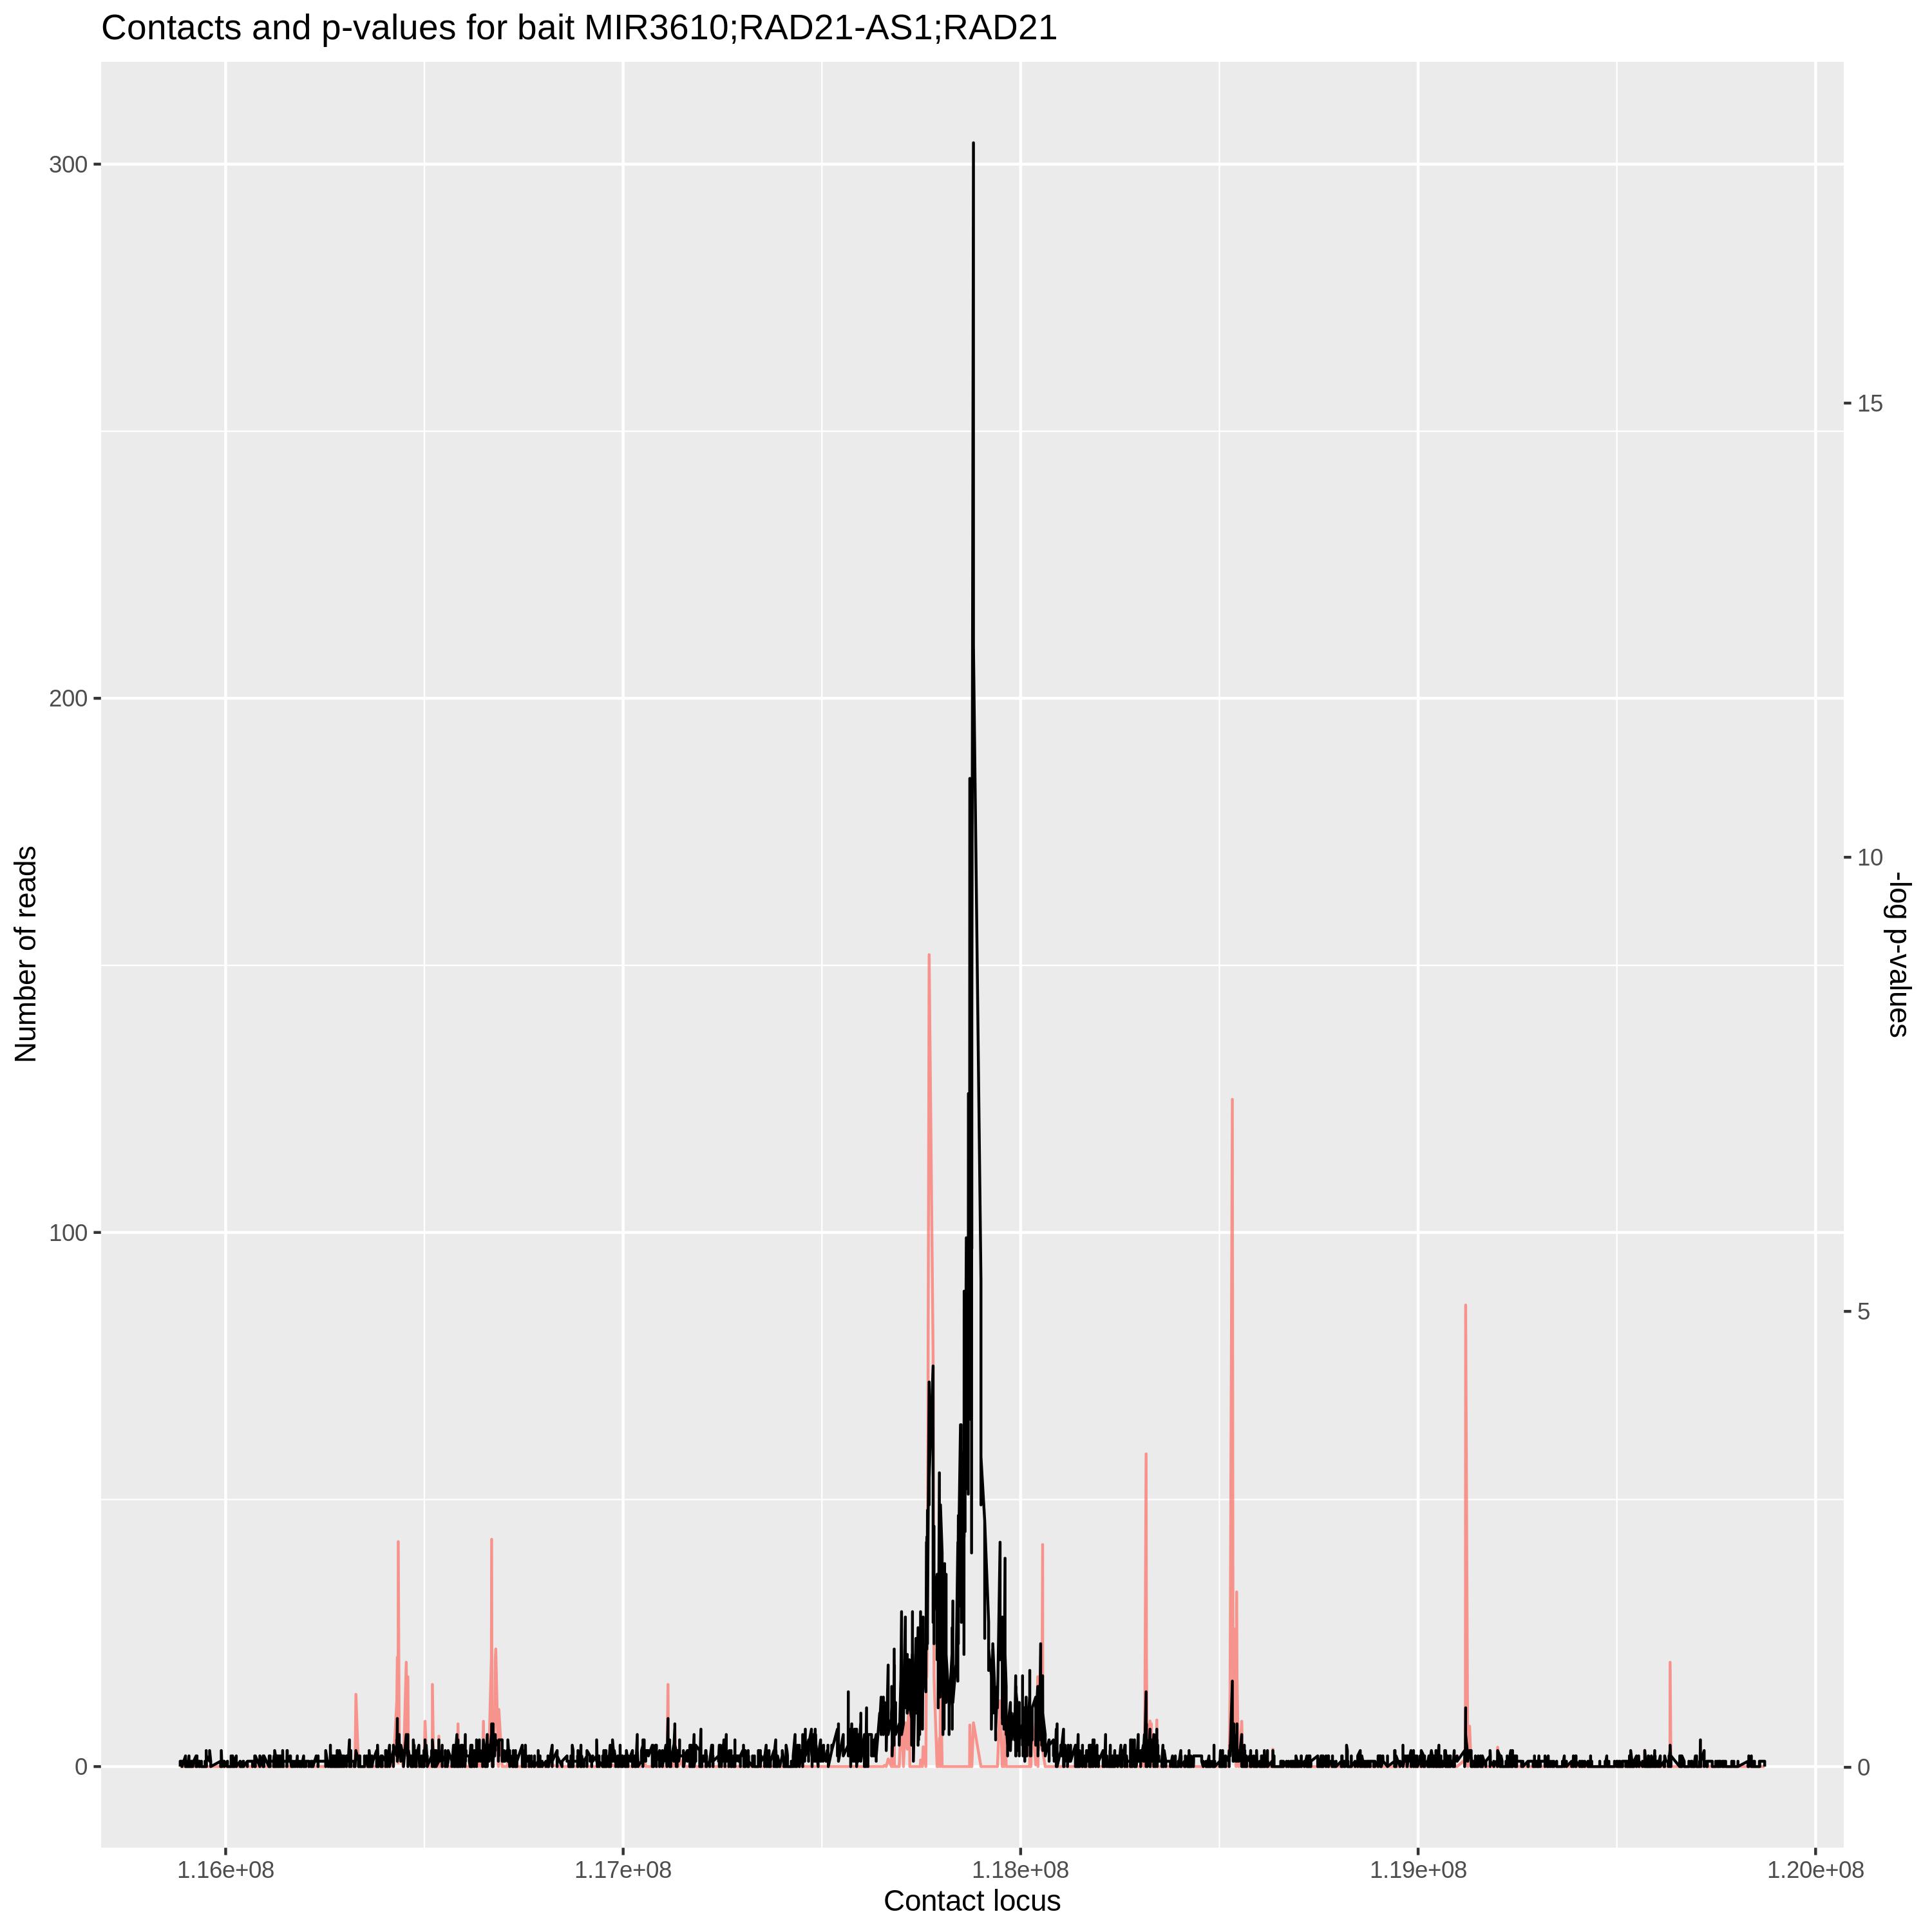 Contacts and p-values for bait MIR3610;RAD21-AS1;RAD21
300
200
100
0
Number of reads
15
10
5
0
-log p-values
1.16e+08
1.17e+08
1.18e+08
1.19e+08
1.20e+08
Contact locus